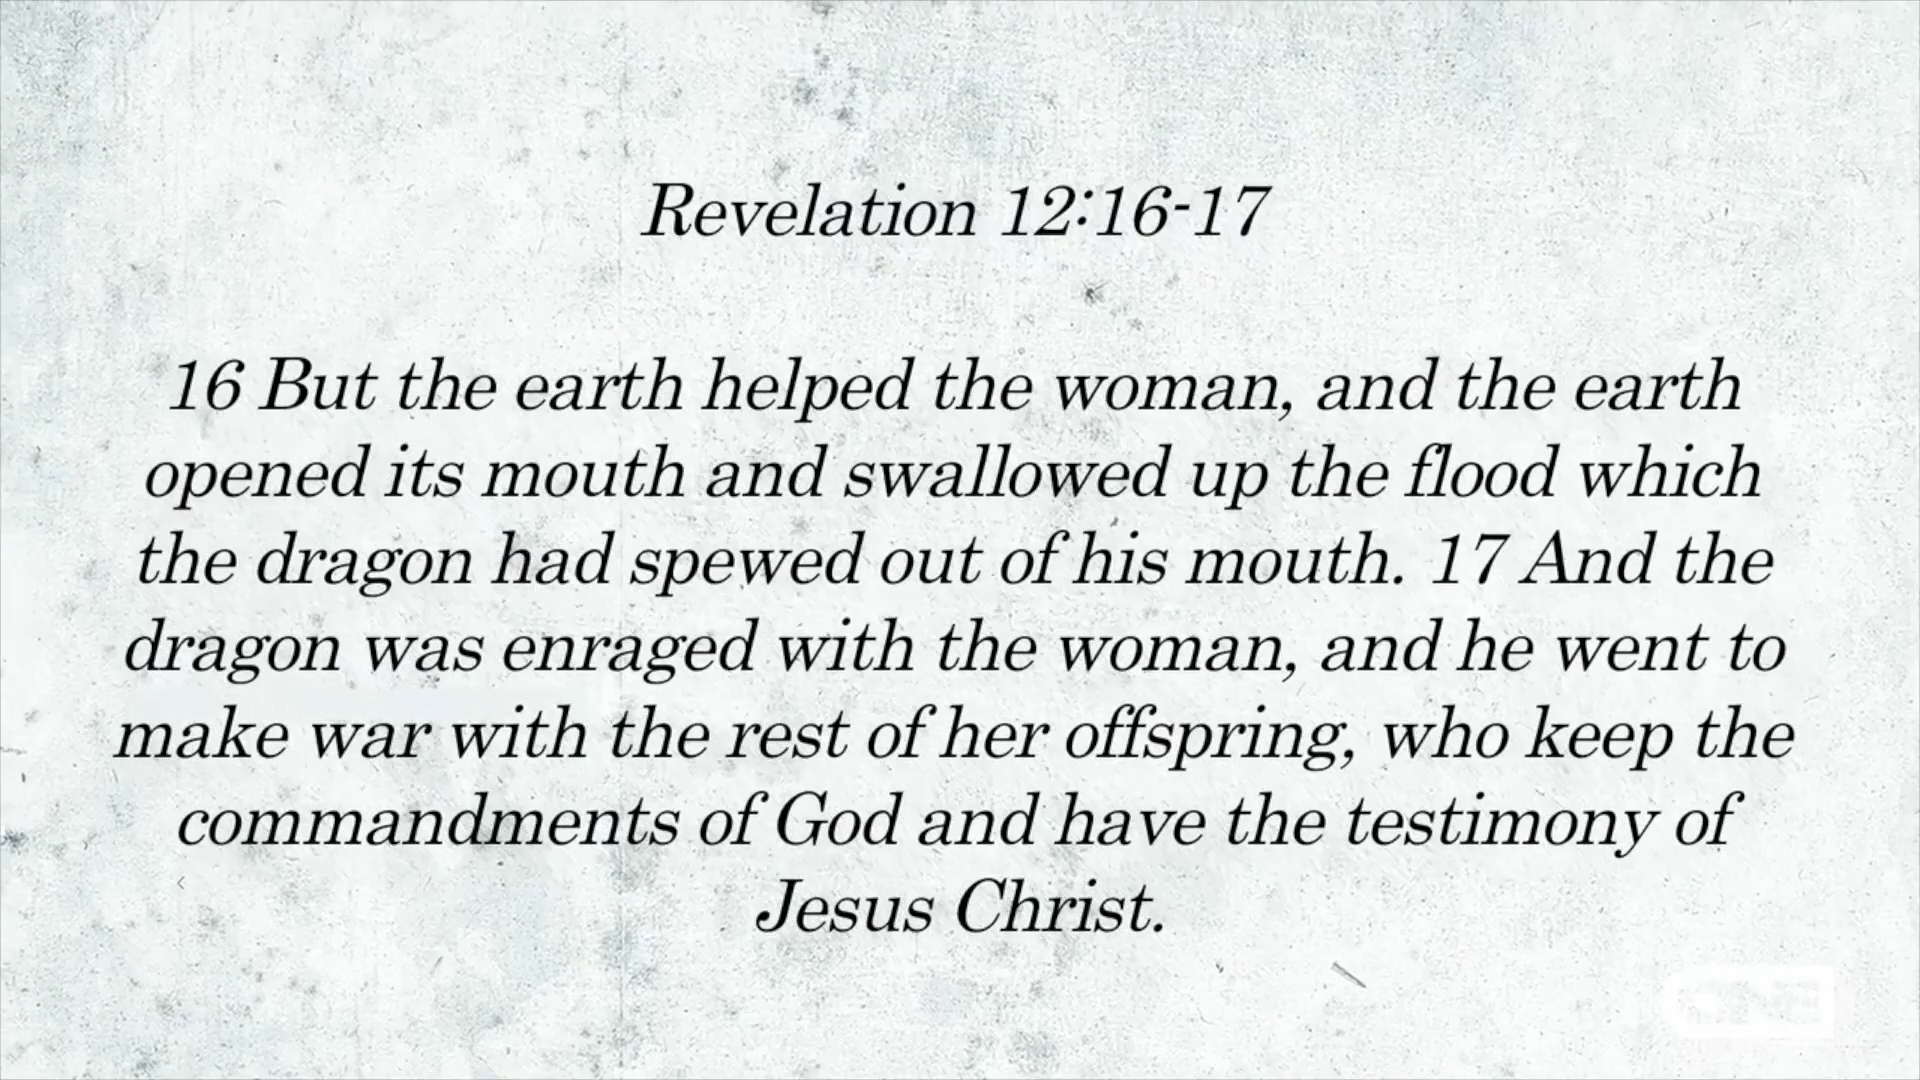 Revelation 12:16-17
16 But the earth helped the woman, and the earth
opened its mouth and swallowed up the flood which
the dragon had spewed out of his mouth. 17 And the
dragon was enraged with the woman, and he went to
make war with the rest of her offspring, who keep the
commandments of God and have the testimony of
Jesus Christ.